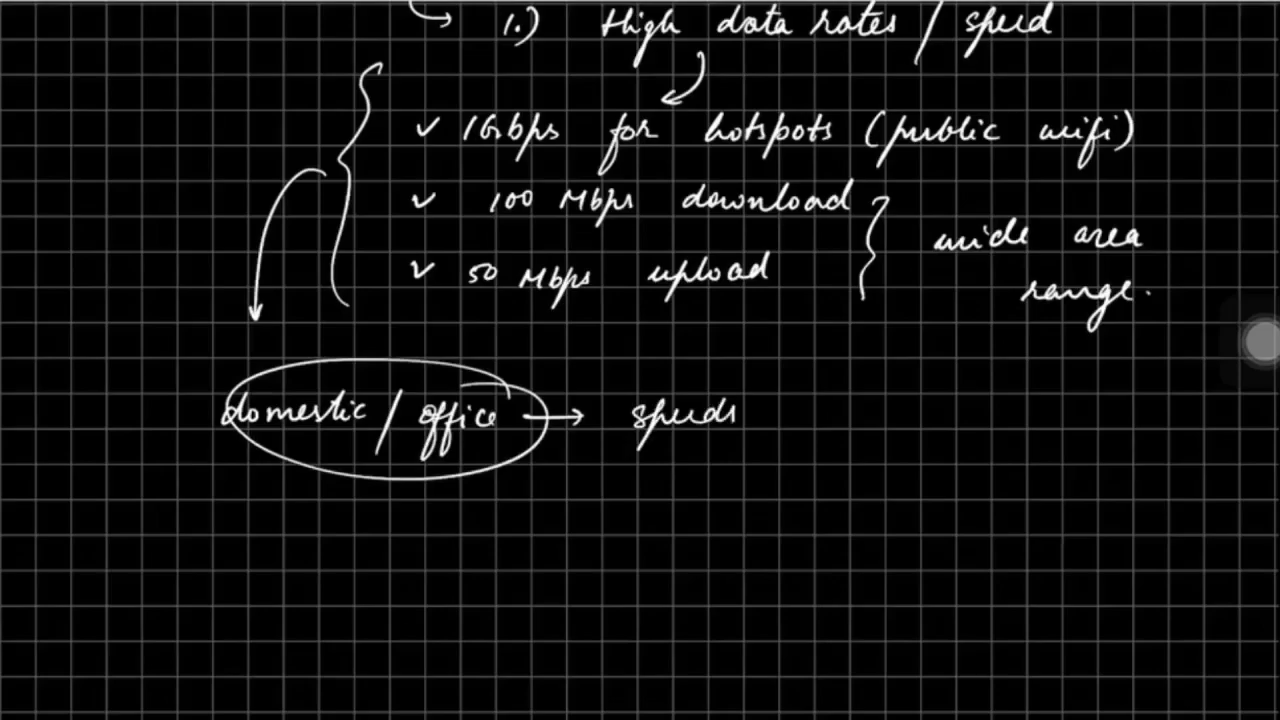 1.) High data rates / speed
✓ 1Gbps for hotspots (public wifi)
✓ 100 Mbps download
✓ 50 Mbps upload
wide area
range.
domestic / office → speeds